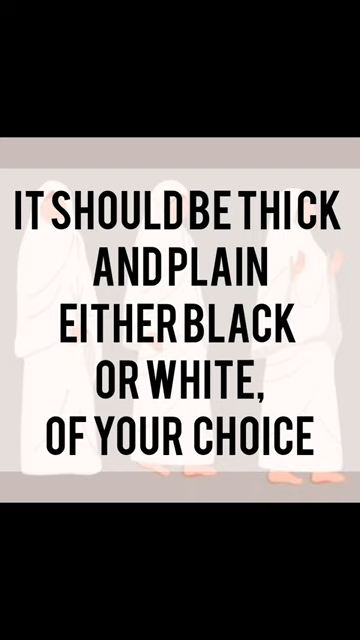 IT SHOULD BE THICK
AND PLAIN
EITHER BLACK
OR WHITE,
OF YOUR CHOICE